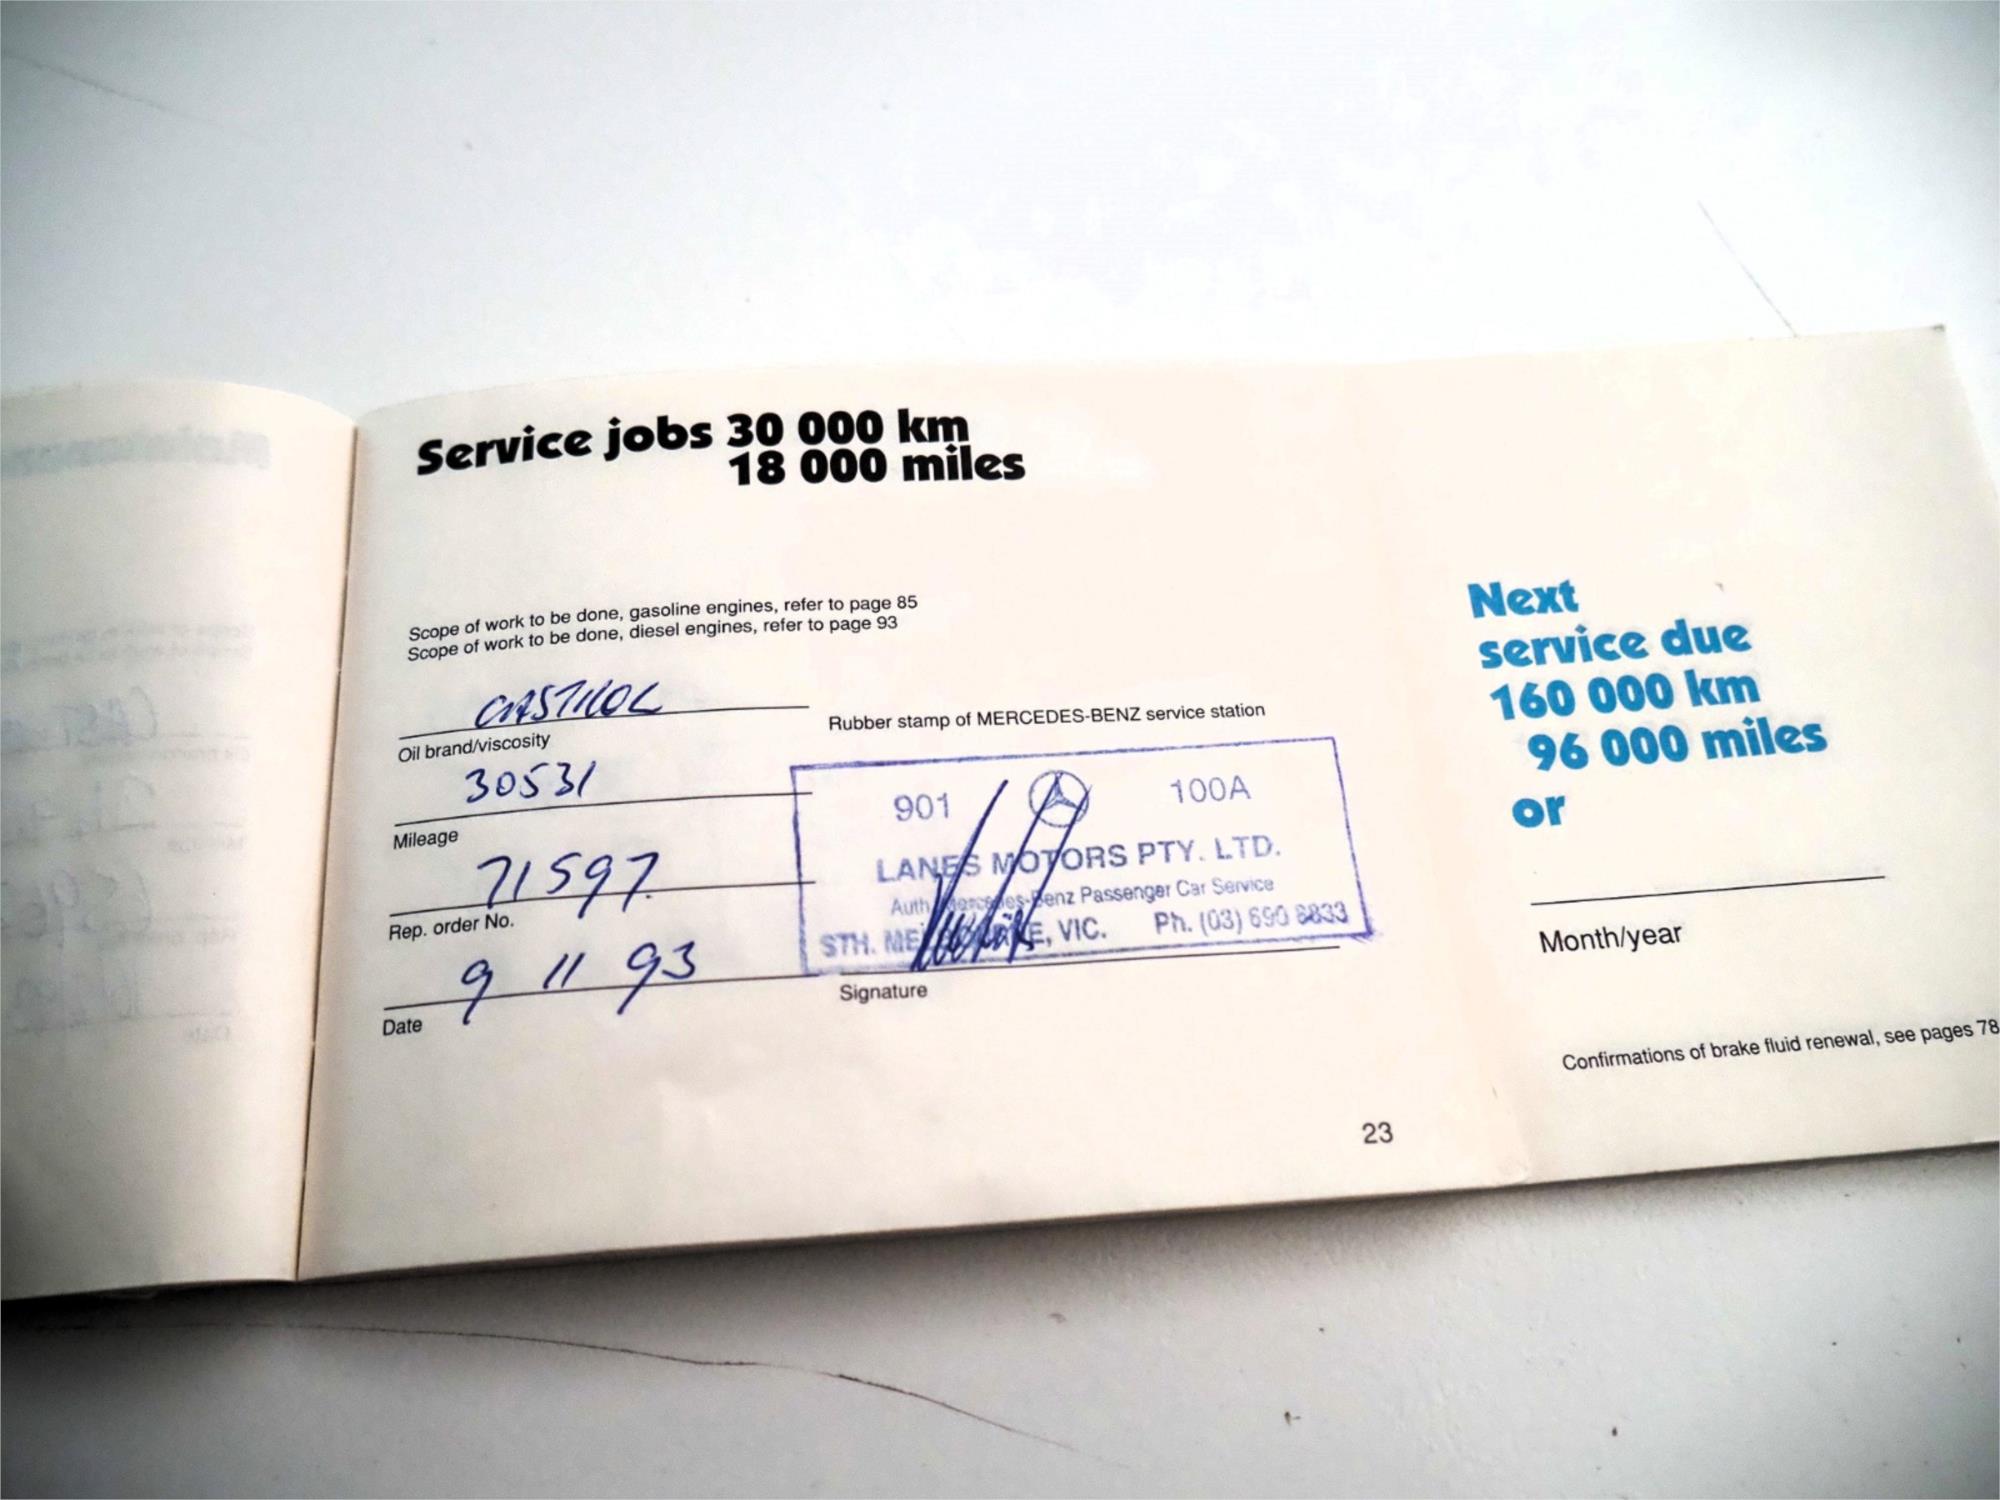 Service jobs 30 000 km
18 000 miles
Scope of work to be done, gasoline engines, refer to page 85
Scope of work to be done, diesel engines, refer to page 93
CASTROL
Oil brand/viscosity
30531
Mileage
71597
Rep. order No.
9 11 93
Date
Rubber stamp of MERCEDES-BENZ service station
901 100A
LANES MOTORS PTY. LTD.
Auth. Mercedes-Benz Passenger Car Service
STH. MELBOURNE, VIC. Ph. (03) 690 8833
Signature
23
Next
service due
160 000 km
96 000 miles
or
Month/year
Confirmations of brake fluid renewal, see pages 78